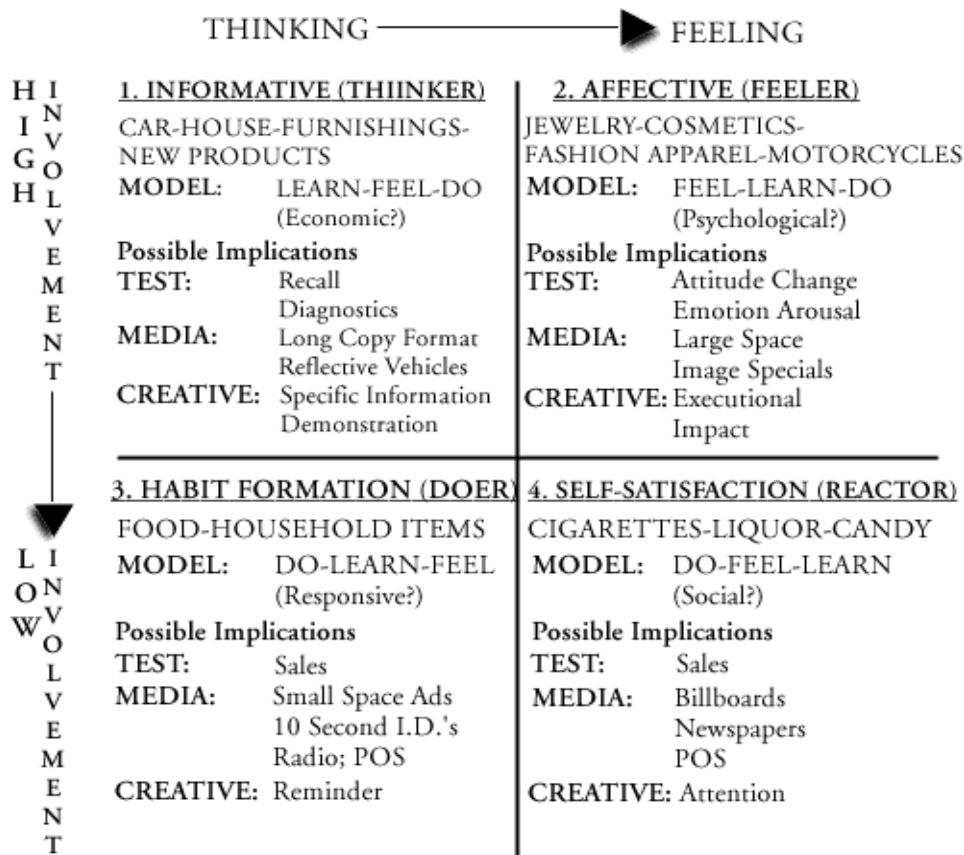 THINKING FEELING
HIGH INVOLVEMENT
1. INFORMATIVE (THIINKER)
CAR-HOUSE-FURNISHINGS-
NEW PRODUCTS
MODEL: LEARN-FEEL-DO
(Economic?)
Possible Implications
TEST: Recall
Diagnostics
MEDIA: Long Copy Format
Reflective Vehicles
CREATIVE: Specific Information
Demonstration
2. AFFECTIVE (FEELER)
JEWELRY-COSMETICS-
FASHION APPAREL-MOTORCYCLES
MODEL: FEEL-LEARN-DO
(Psychological?)
Possible Implications
TEST: Attitude Change
Emotion Arousal
MEDIA: Large Space
Image Specials
CREATIVE: Executional
Impact
LOW INVOLVEMENT
3. HABIT FORMATION (DOER)
FOOD-HOUSEHOLD ITEMS
MODEL: DO-LEARN-FEEL
(Responsive?)
Possible Implications
TEST: Sales
MEDIA: Small Space Ads
10 Second I.D.'s
Radio; POS
CREATIVE: Reminder
4. SELF-SATISFACTION (REACTOR)
CIGARETTES-LIQUOR-CANDY
MODEL: DO-FEEL-LEARN
(Social?)
Possible Implications
TEST: Sales
MEDIA: Billboards
Newspapers
POS
CREATIVE: Attention